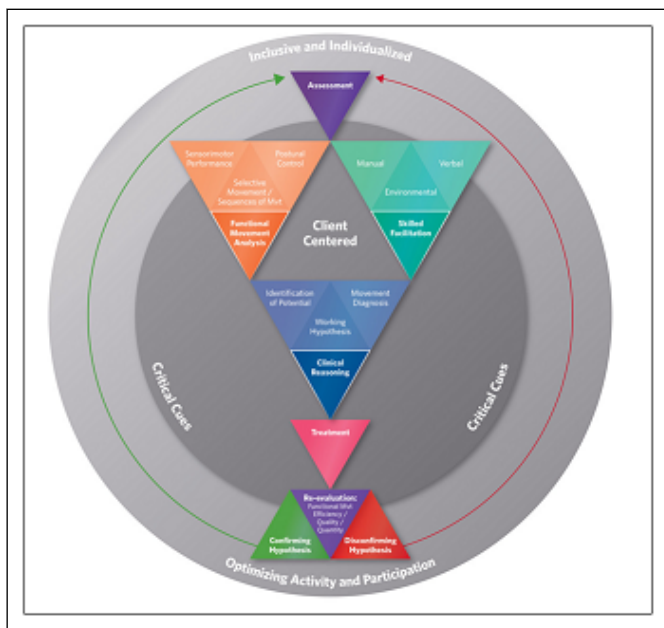 Inclusive and Individualized
Assessment
Sensorimotor
Performance
Postural
Control
Selective
Movement /
Sequences of Mvt
Functional
Movement
Analysis
Manual
Verbal
Environmental
Skilled
Facilitation
Client
Centered
Identification
of Potential
Movement
Diagnosis
Working
Hypothesis
Clinical
Reasoning
Critical Cues
Critical Cues
Treatment
Re-evaluation:
Functional Mvt
Efficiency /
Quality /
Quantity
Confirming
Hypothesis
Disconfirming
Hypothesis
Optimizing Activity and Participation